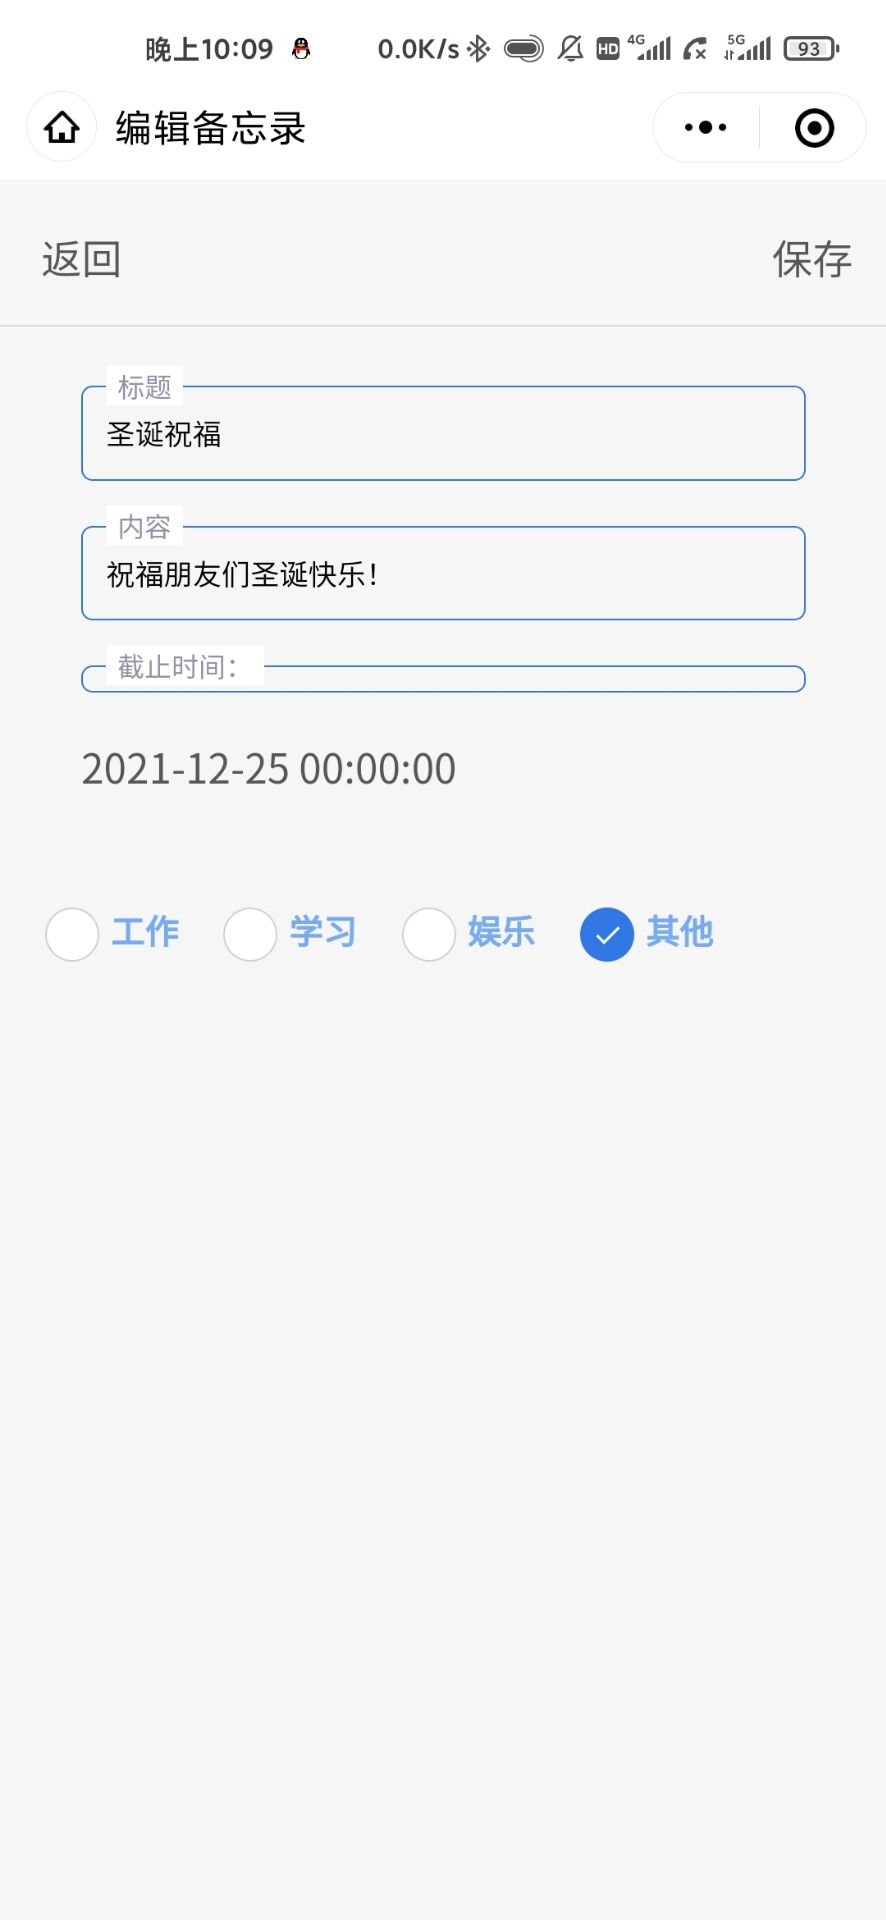 晚上10:09 0.0K/s HD 4G 5G 93
编辑备忘录
返回 保存
标题
圣诞祝福
内容
祝福朋友们圣诞快乐！
截止时间：
2021-12-25 00:00:00
工作 学习 娱乐 其他